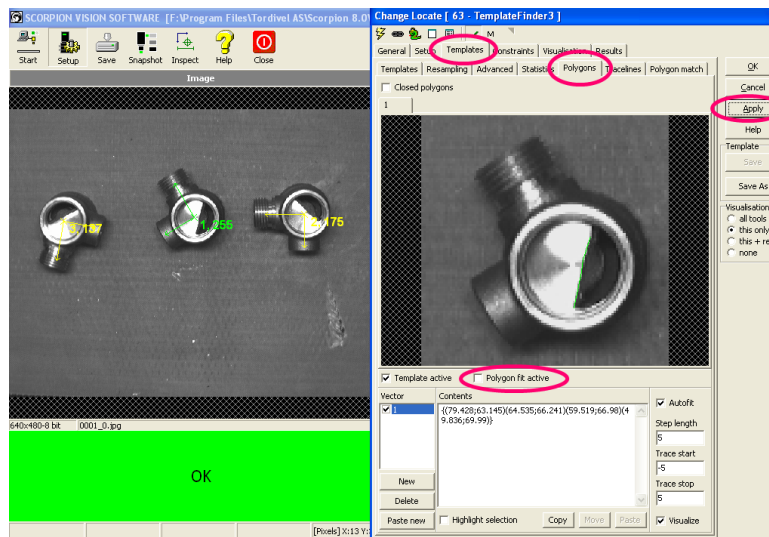 SCORPION VISION SOFTWARE [F:\Program Files\Tordivel AS\Scorpion 8.0\
Start
Setup
Save
Snapshot
Inspect
Help
Close
Image
3,187
1,255
3,175
640x480-8 bit
0001_0.jpg
OK
[Pixels] X:13 Y:
Change Locate [ 63 - TemplateFinder3 ]
M
General
Setup
Templates
Constraints
Visualisation
Results
Templates
Resampling
Advanced
Statistics
Polygons
Tracelines
Polygon match
Closed polygons
1
Template active
Polygon fit active
Vector
1
New
Delete
Paste new
Contents
{(79.428;63.145)(64.535;66.241)(59.519;66.98)(4
9.836;69.99)}
Highlight selection
Copy
Move
Paste
Autofit
Step length
5
Trace start
-5
Trace stop
5
Visualize
OK
Cancel
Apply
Help
Template
Save
Save As
Visualisation
all tools
this only
this + re
none